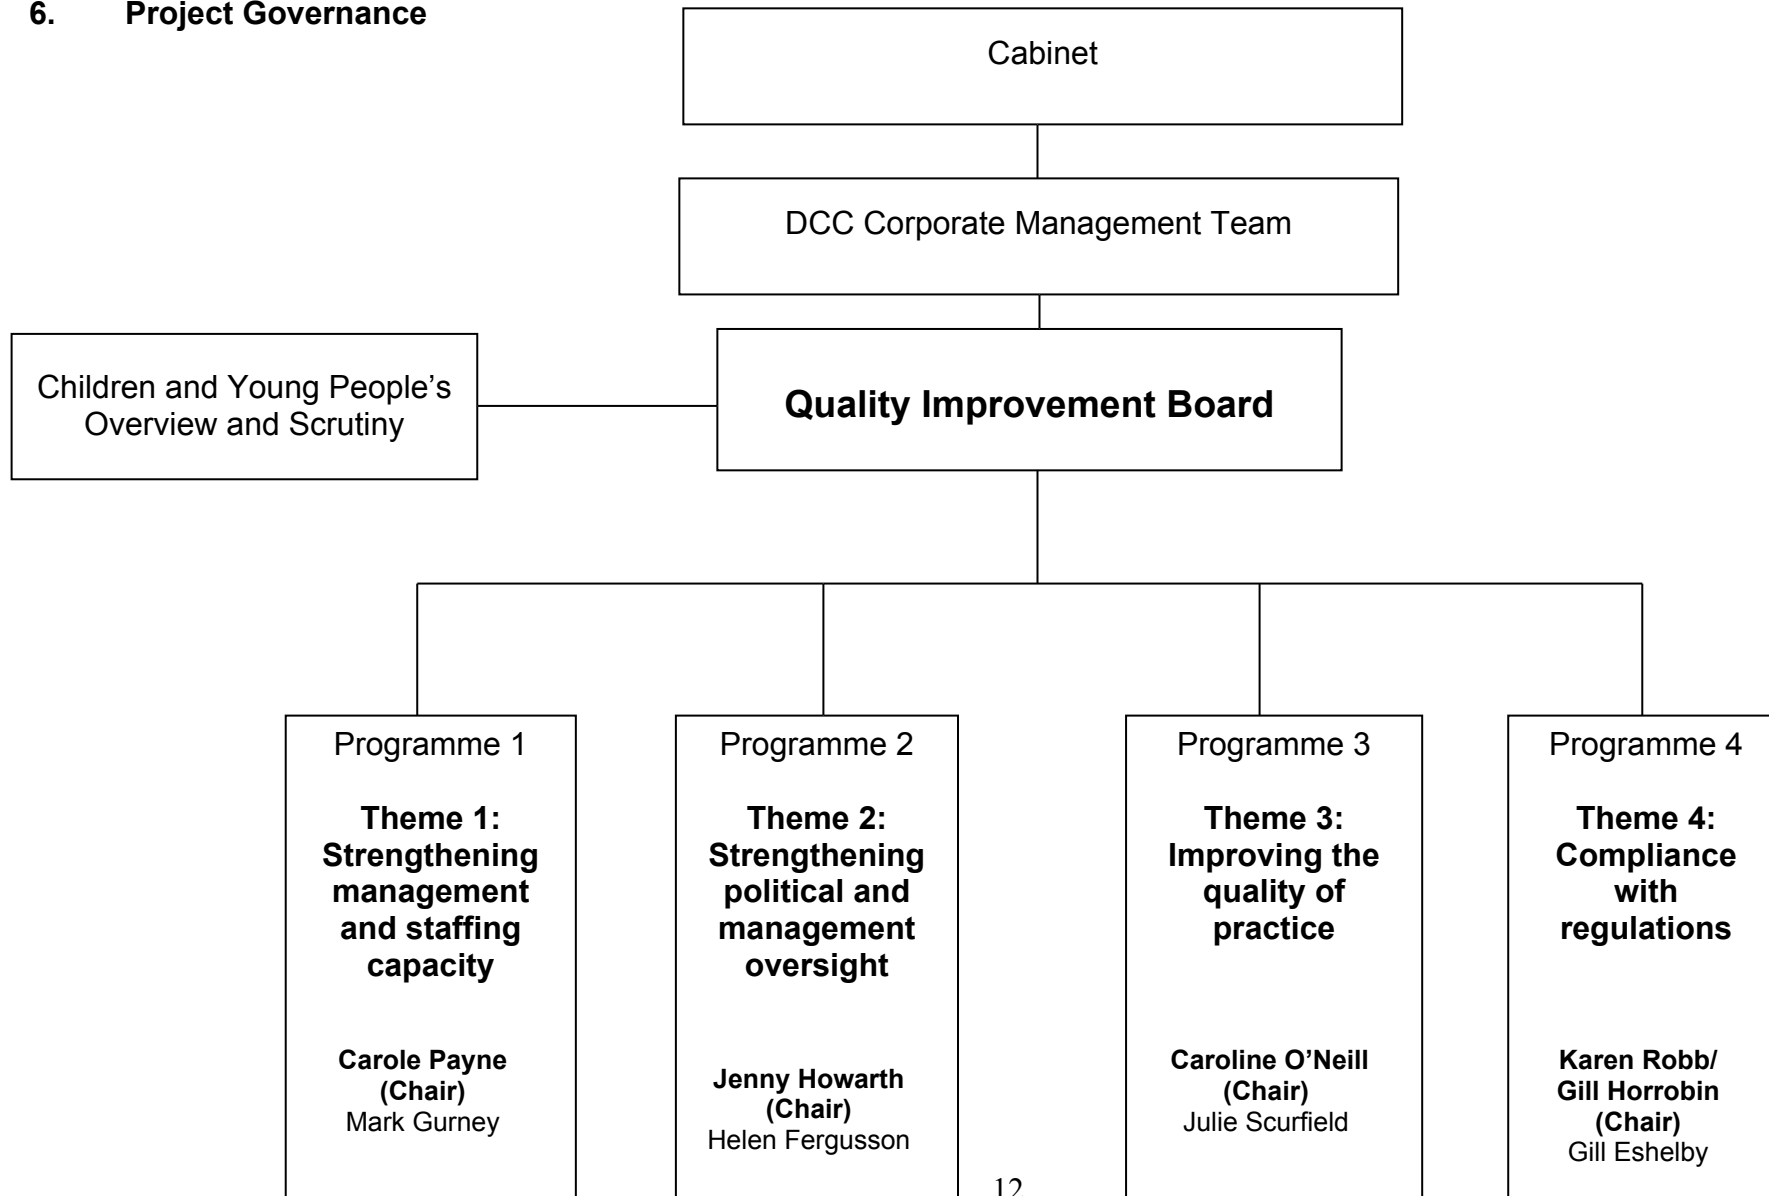 6. Project Governance
Cabinet
DCC Corporate Management Team
Children and Young People’s
Overview and Scrutiny
Quality Improvement Board
Programme 1
Theme 1:
Strengthening
management
and staffing
capacity
Carole Payne
(Chair)
Mark Gurney
Programme 2
Theme 2:
Strengthening
political and
management
oversight
Jenny Howarth
(Chair)
Helen Fergusson
Programme 3
Theme 3:
Improving the
quality of
practice
Caroline O’Neill
(Chair)
Julie Scurfield
Programme 4
Theme 4:
Compliance
with
regulations
Karen Robb/
Gill Horrobin
(Chair)
Gill Eshelby
12